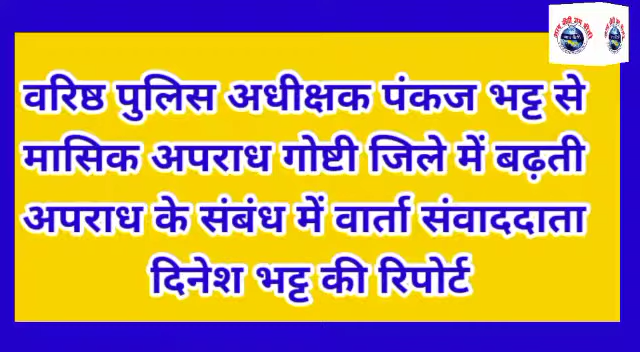 वरिष्ठ पुलिस अधीक्षक पंकज भट्ट से
मासिक अपराध गोष्टी जिले में बढ़ती
अपराध के संबंध में वार्ता संवाददाता
दिनेश भट्ट की रिपोर्ट